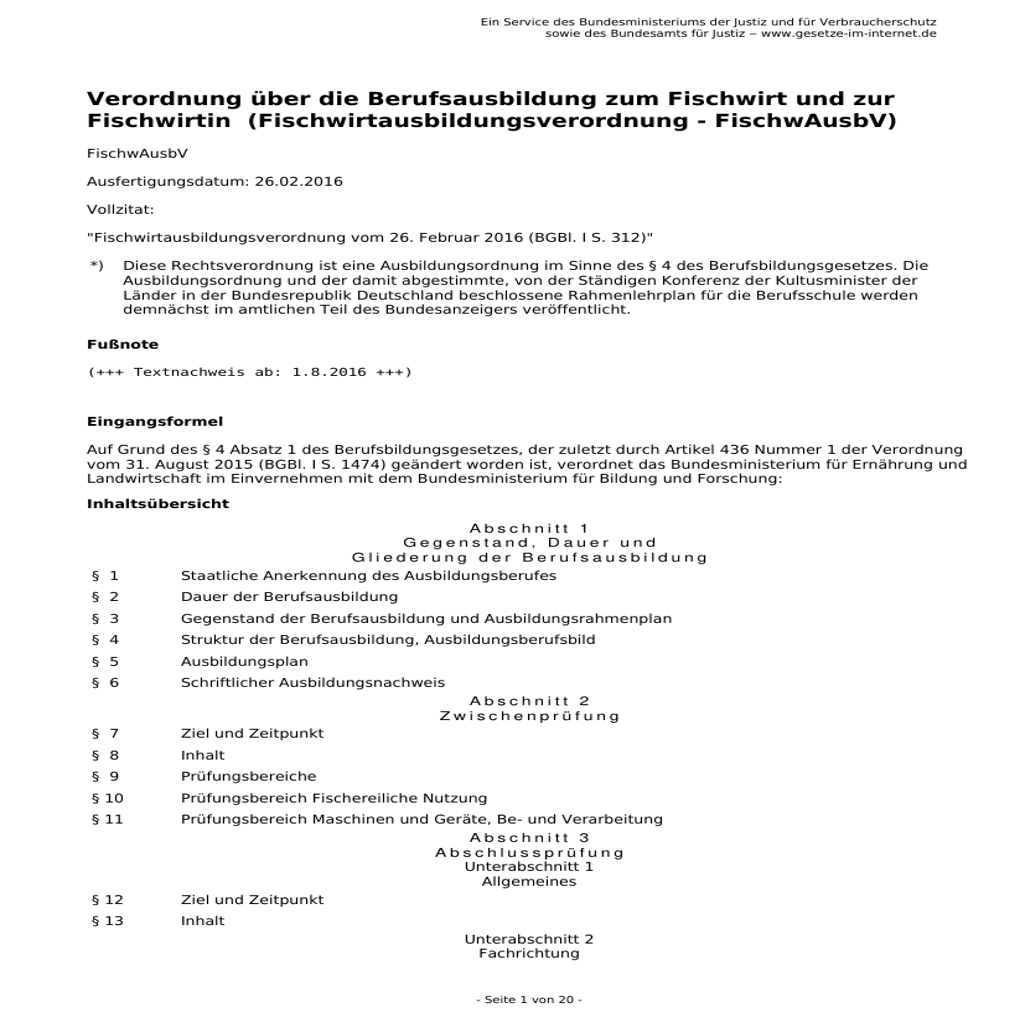 Ein Service des Bundesministeriums der Justiz und für Verbraucherschutz
sowie des Bundesamts für Justiz – www.gesetze-im-internet.de
Verordnung über die Berufsausbildung zum Fischwirt und zur
Fischwirtin (Fischwirtausbildungsverordnung - FischwAusbV)
FischwAusbV
Ausfertigungsdatum: 26.02.2016
Vollzitat:
"Fischwirtausbildungsverordnung vom 26. Februar 2016 (BGBl. I S. 312)"
*) Diese Rechtsverordnung ist eine Ausbildungsordnung im Sinne des § 4 des Berufsbildungsgesetzes. Die
Ausbildungsordnung und der damit abgestimmte, von der Ständigen Konferenz der Kultusminister der
Länder in der Bundesrepublik Deutschland beschlossene Rahmenlehrplan für die Berufsschule werden
demnächst im amtlichen Teil des Bundesanzeigers veröffentlicht.
Fußnote
(+++ Textnachweis ab: 1.8.2016 +++)
Eingangsformel
Auf Grund des § 4 Absatz 1 des Berufsbildungsgesetzes, der zuletzt durch Artikel 436 Nummer 1 der Verordnung
vom 31. August 2015 (BGBl. I S. 1474) geändert worden ist, verordnet das Bundesministerium für Ernährung und
Landwirtschaft im Einvernehmen mit dem Bundesministerium für Bildung und Forschung:
Inhaltsübersicht
Abschnitt 1
Gegenstand, Dauer und
Gliederung der Berufsausbildung
§ 1 Staatliche Anerkennung des Ausbildungsberufes
§ 2 Dauer der Berufsausbildung
§ 3 Gegenstand der Berufsausbildung und Ausbildungsrahmenplan
§ 4 Struktur der Berufsausbildung, Ausbildungsberufsbild
§ 5 Ausbildungsplan
§ 6 Schriftlicher Ausbildungsnachweis
Abschnitt 2
Zwischenprüfung
§ 7 Ziel und Zeitpunkt
§ 8 Inhalt
§ 9 Prüfungsbereiche
§ 10 Prüfungsbereich Fischereiliche Nutzung
§ 11 Prüfungsbereich Maschinen und Geräte, Be- und Verarbeitung
Abschnitt 3
Abschlussprüfung
Unterabschnitt 1
Allgemeines
§ 12 Ziel und Zeitpunkt
§ 13 Inhalt
Unterabschnitt 2
Fachrichtung
- Seite 1 von 20 -